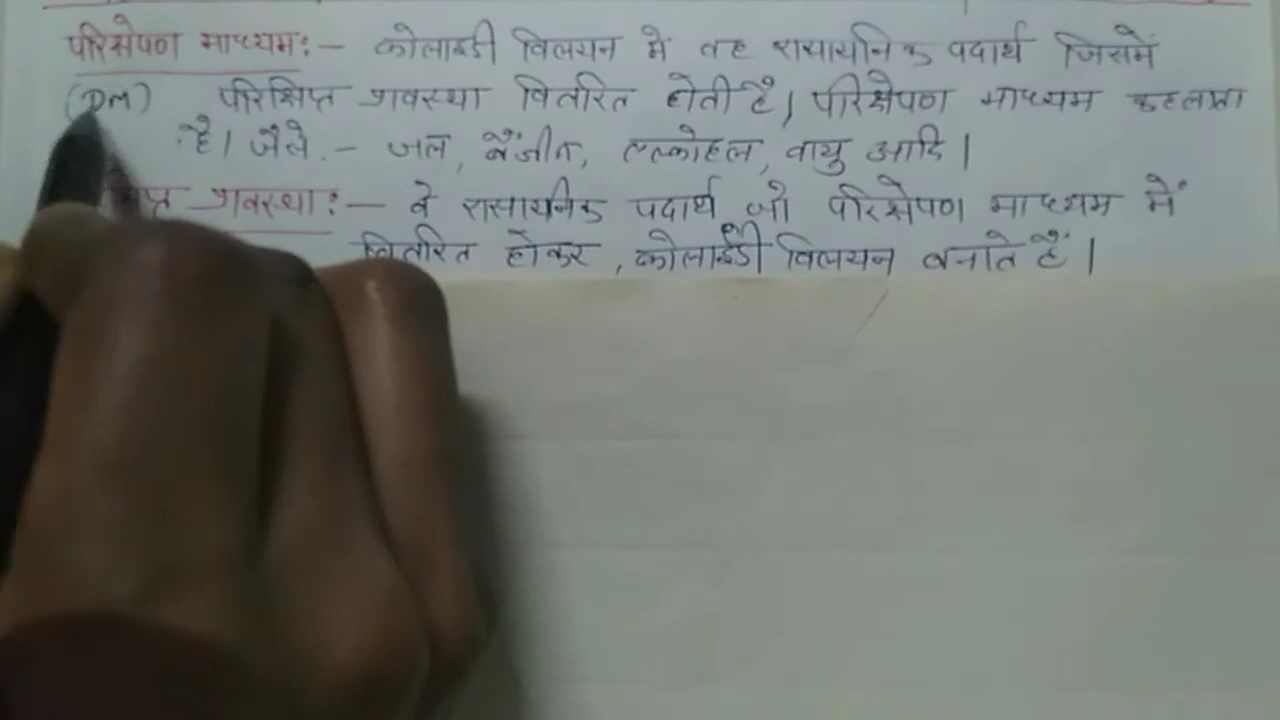 परिक्षेपण माध्यम :- कोलाइडी विलयन में वह रासायनिक पदार्थ जिसमें
(DM) परिक्षिप्त अवस्था वितरित होती है। परिक्षेपण माध्यम कहलाता
है। जैसे :- जल, बैंजीन, एल्कोहल, वायु आदि।
अवस्था :- वे रासायनिक पदार्थ जो परिक्षेपण माध्यम में
वितरित होकर, कोलाइडी विलयन बनाते हैं।